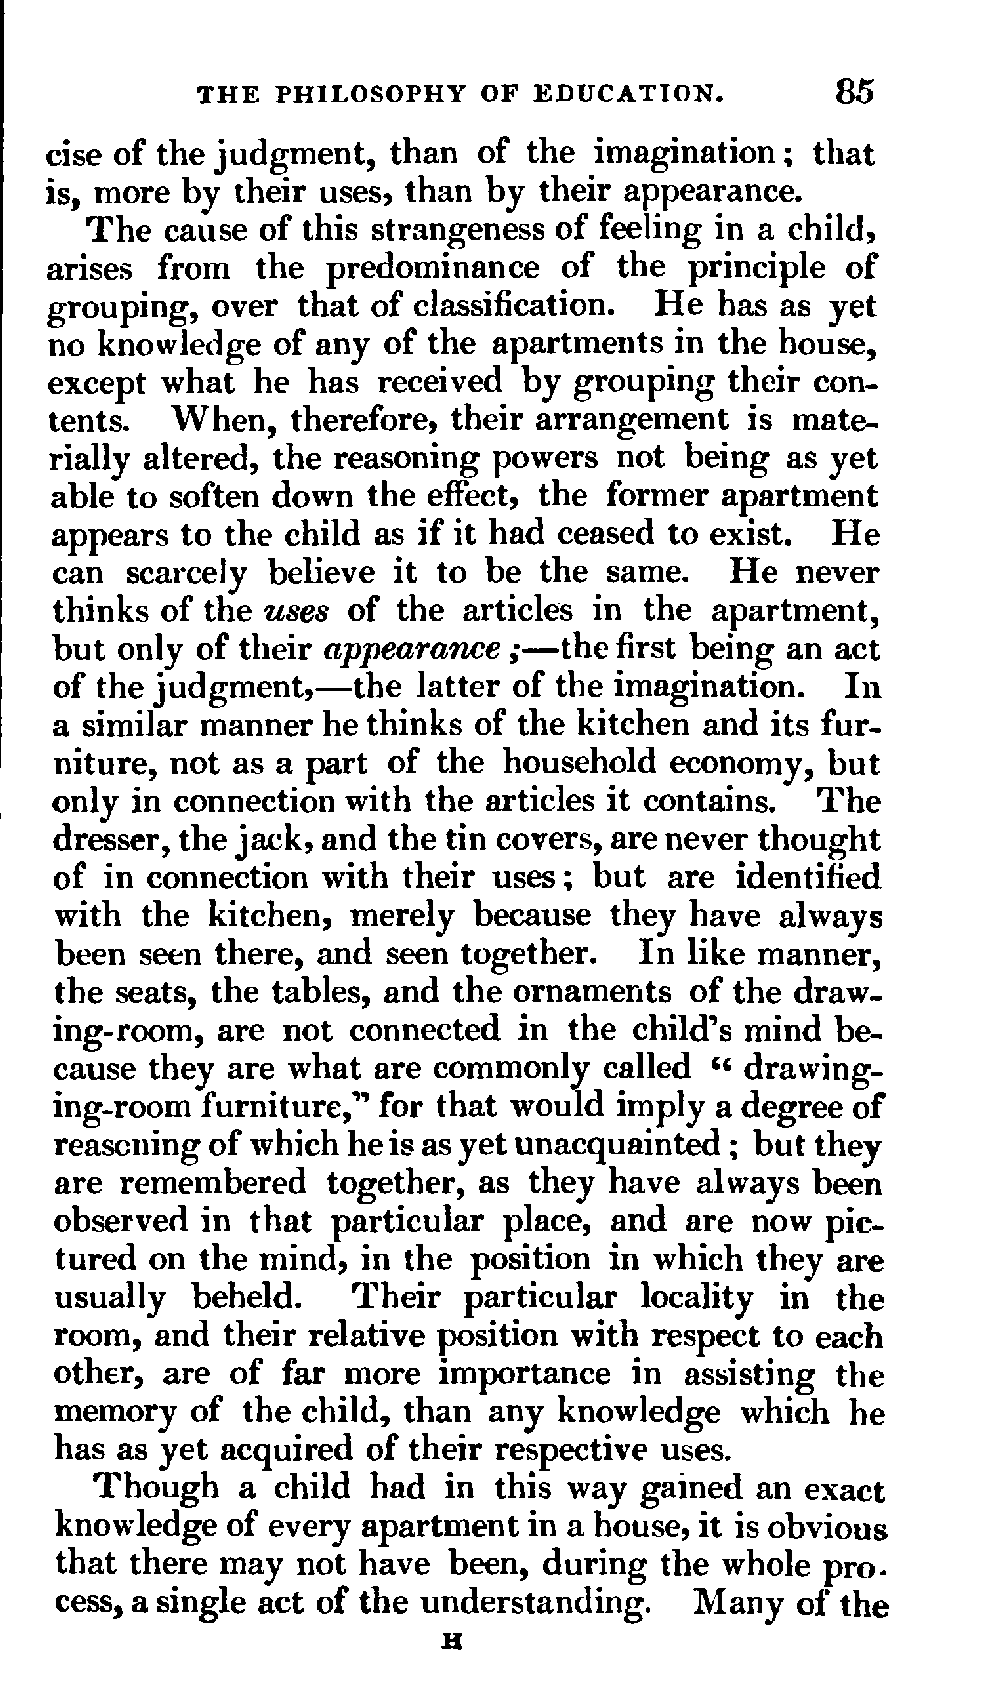 THE PHILOSOPHY OF EDUCATION. 85
cise of the judgment, than of the imagination; that
is, more by their uses, than by their appearance.
The cause of this strangeness of feeling in a child,
arises from the predominance of the principle of
grouping, over that of classification. He has as yet
no knowledge of any of the apartments in the house,
except what he has received by grouping their con-
tents. When, therefore, their arrangement is mate-
rially altered, the reasoning powers not being as yet
able to soften down the effect, the former apartment
appears to the child as if it had ceased to exist. He
can scarcely believe it to be the same. He never
thinks of the uses of the articles in the apartment,
but only of their appearance;—the first being an act
of the judgment,—the latter of the imagination. In
a similar manner he thinks of the kitchen and its fur-
niture, not as a part of the household economy, but
only in connection with the articles it contains. The
dresser, the jack, and the tin covers, are never thought
of in connection with their uses; but are identified
with the kitchen, merely because they have always
been seen there, and seen together. In like manner,
the seats, the tables, and the ornaments of the draw-
ing-room, are not connected in the child's mind be-
cause they are what are commonly called “ drawing-
ing-room furniture,” for that would imply a degree of
reasoning of which he is as yet unacquainted; but they
are remembered together, as they have always been
observed in that particular place, and are now pic-
tured on the mind, in the position in which they are
usually beheld. Their particular locality in the
room, and their relative position with respect to each
other, are of far more importance in assisting the
memory of the child, than any knowledge which he
has as yet acquired of their respective uses.
Though a child had in this way gained an exact
knowledge of every apartment in a house, it is obvious
that there may not have been, during the whole pro-
cess, a single act of the understanding. Many of the
H